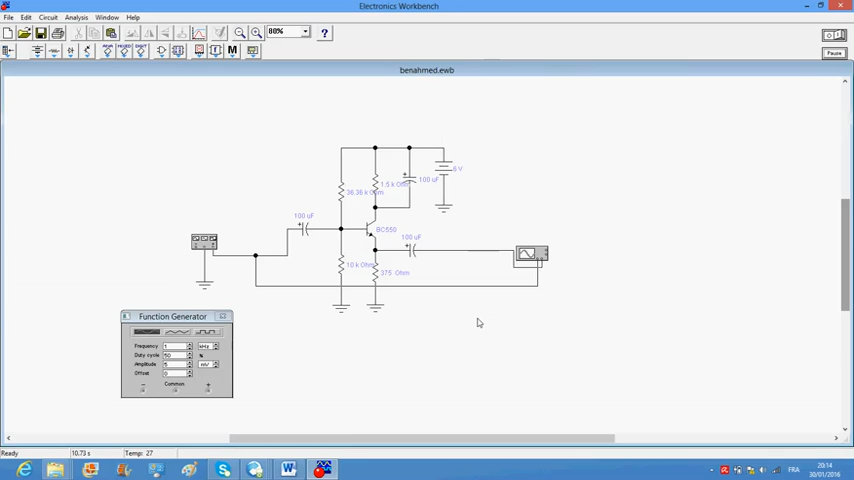 Electronics Workbench
File Edit Circuit Analysis Window Help
80%
?
M
Pause
benahmed.ewb
36.36 k Ohm
1.5 k Ohm
100 uF
6 V
100 uF
BC550
100 uF
10 k Ohm
375 Ohm
Function Generator
Frequency 1 kHz
Duty cycle 50 %
Amplitude 5 mV
Offset 0
Common
Ready 10.73 s Temp: 27
FRA
20:14
30/01/2016